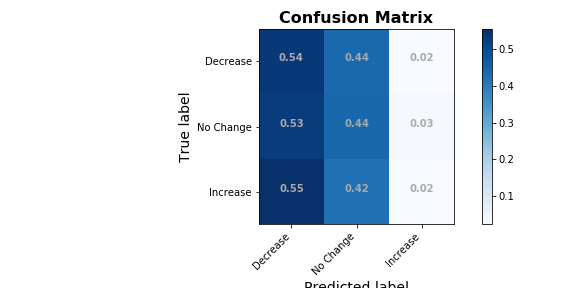 Confusion Matrix
True label
Decrease 0.54 0.44 0.02
No Change 0.53 0.44 0.03
Increase 0.55 0.42 0.02
Decrease No Change Increase
Predicted label
0.5
0.4
0.3
0.2
0.1